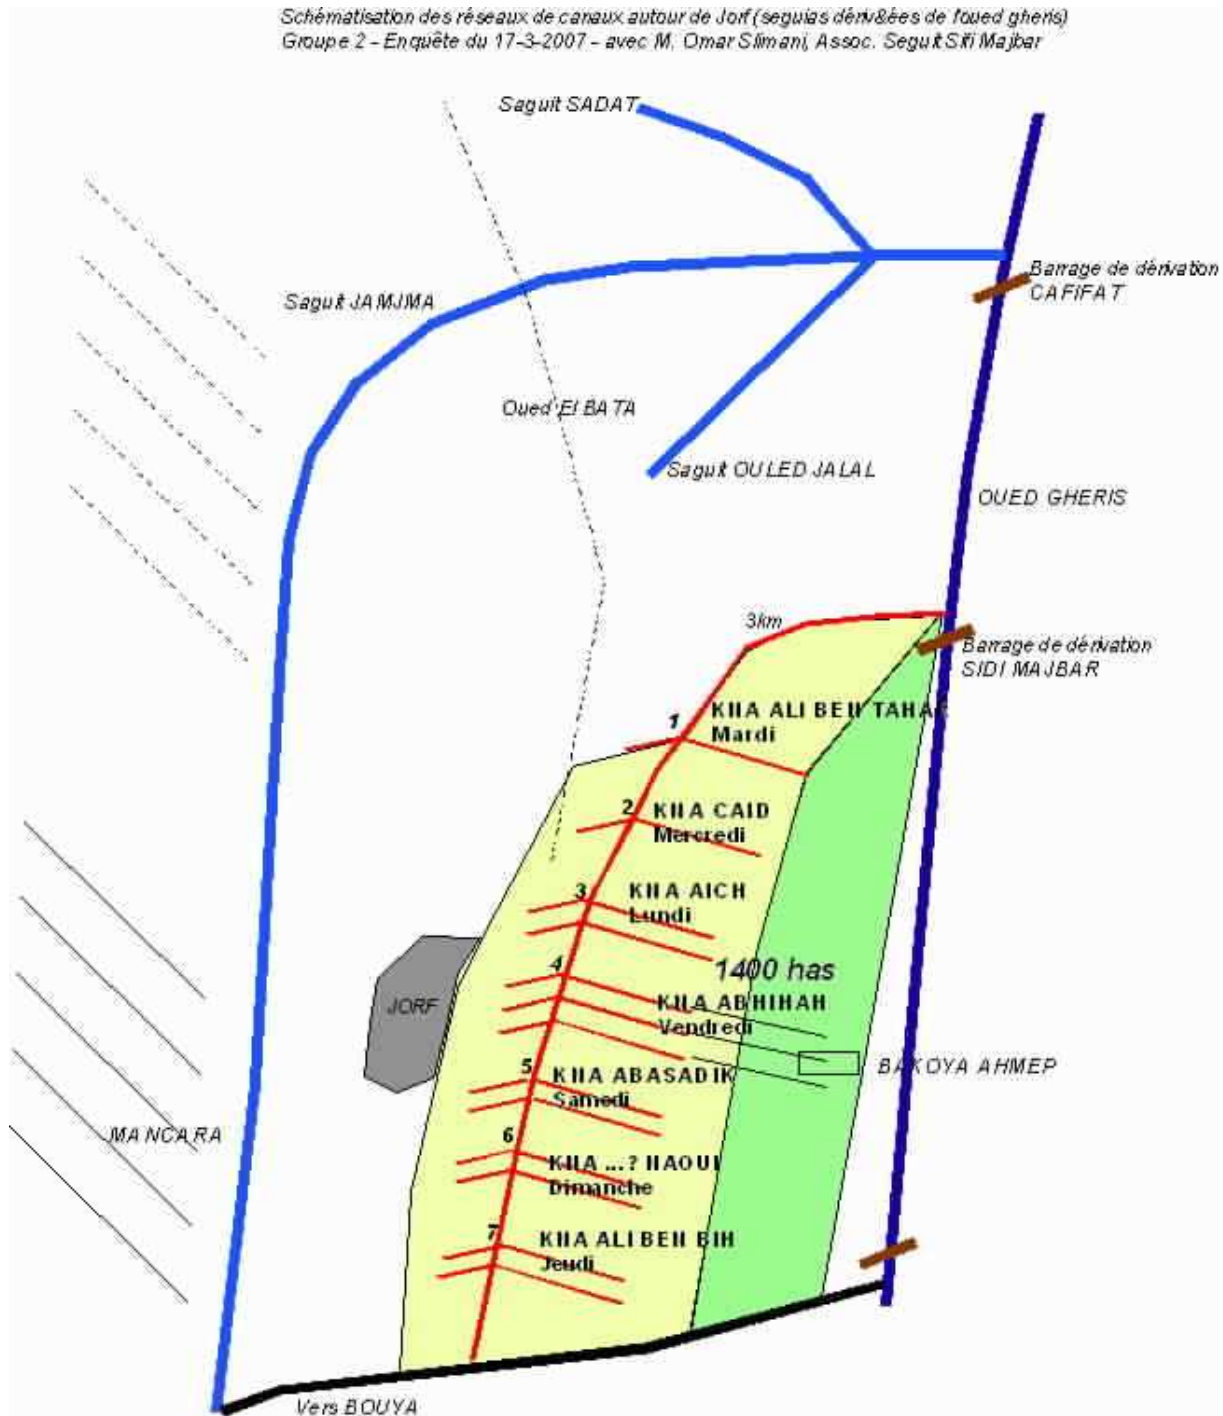 Schématisation des réseaux de canaux autour de Jorf (seguias dériv&ées de foued gheris)
Groupe 2 - Enquête du 17-3-2007 - avec M. Omar Slimani, Assoc. Seguit Sifi Majbar
Saguit SADAT
Barrage de dérivation
CAFIFAT
Saguit JAMJMA
Oued El BATA
Saguit OULED JALAL
OUED GHERIS
3km
Barrage de dérivation
SIDI MAJBAR
1
KHA ALI BEN TAHAR
Mardi
2
KHA CAID
Mercredi
3
KHA AICH
Lundi
4
1400 has
KHA ABHIHAH
Vendredi
JORF
5
KHA ABASADIK
Samedi
BAKOYA AHMEP
MANCARA
6
KHA ...? HAOUI
Dimanche
7
KHA ALI BEN BIH
Jeudi
Vers BOUYA